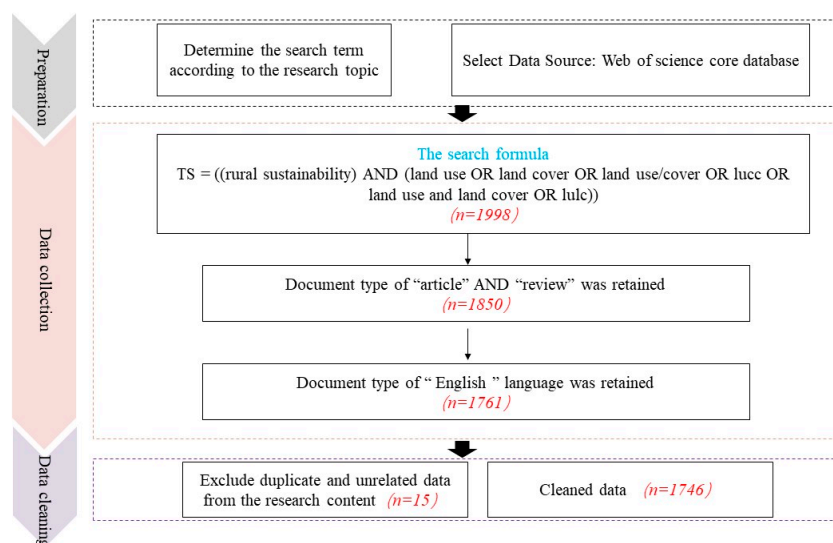 Preparation
Determine the search term
according to the research topic
Select Data Source: Web of science core database
Data collection
The search formula
TS = ((rural sustainability) AND (land use OR land cover OR land use/cover OR lucc OR
land use and land cover OR lulc))
(n=1998)
Document type of “article” AND “review” was retained
(n=1850)
Document type of “ English ” language was retained
(n=1761)
Data cleaning
Exclude duplicate and unrelated data
from the research content (n=15)
Cleaned data (n=1746)